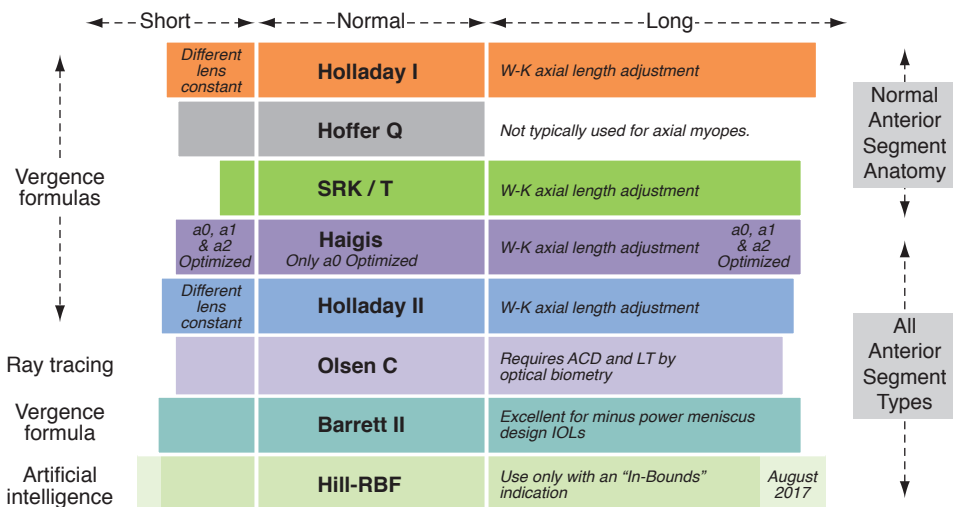 Short
Normal
Long
Different
lens
constant
Holladay I
W-K axial length adjustment
Hoffer Q
Not typically used for axial myopes.
SRK / T
W-K axial length adjustment
a0, a1
& a2
Optimized
Haigis
Only a0 Optimized
W-K axial length adjustment
a0, a1
& a2
Optimized
Different
lens
constant
Holladay II
W-K axial length adjustment
Olsen C
Requires ACD and LT by
optical biometry
Barrett II
Excellent for minus power meniscus
design IOLs
Hill-RBF
Use only with an “In-Bounds”
indication
August
2017
Vergence
formulas
Ray tracing
Vergence
formula
Artificial
intelligence
Normal
Anterior
Segment
Anatomy
All
Anterior
Segment
Types